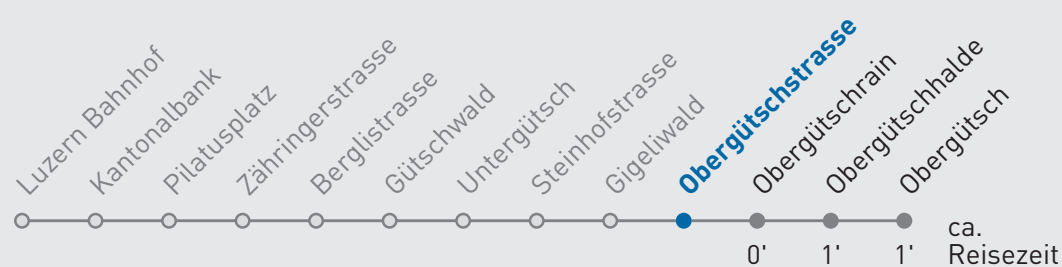 Luzern Bahnhof
Kantonalbank
Pilatusplatz
Zähringerstrasse
Berglistrasse
Gütschwald
Untergütsch
Steinhofstrasse
Gigeliwald
Obergütschstrasse
Obergütschrain
Obergütschhalde
Obergütsch
ca.
0' 1' 1' Reisezeit